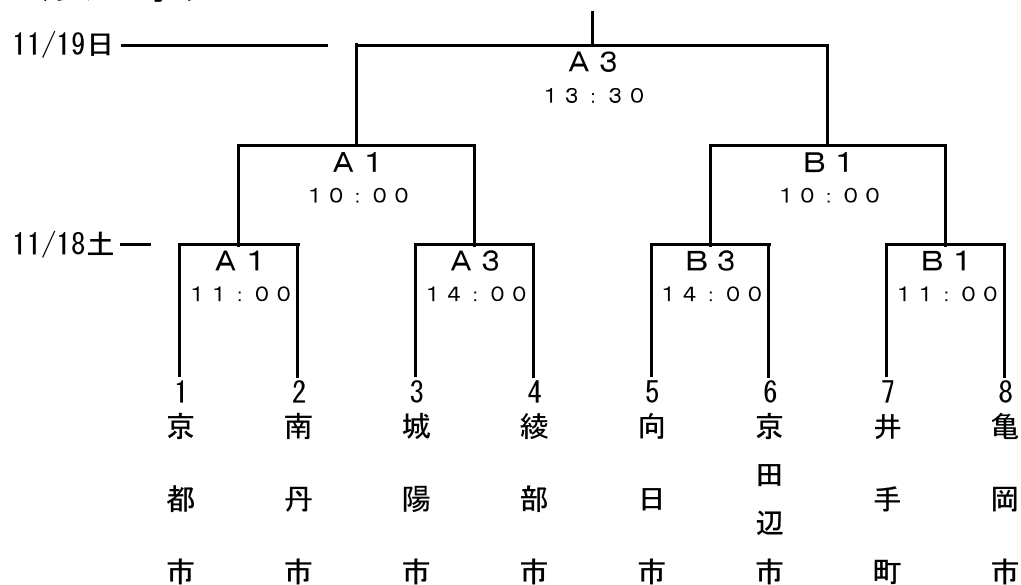 11/19日
A3
13:30
A1
10:00
B1
10:00
11/18土
A1
11:00
A3
14:00
B3
14:00
B1
11:00
1
京都市
2
南丹市
3
城陽市
4
綾部市
5
向日市
6
京田辺市
7
井手町
8
亀岡市